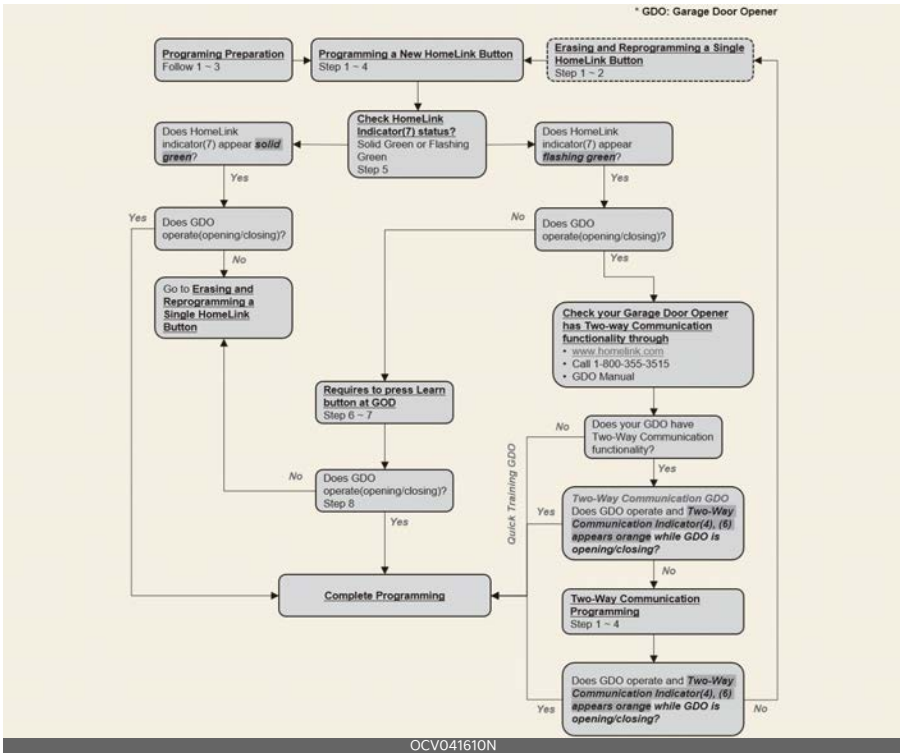 * GDO: Garage Door Opener
Programing Preparation
Follow 1 ~ 3
Programming a New HomeLink Button
Step 1 ~ 4
Erasing and Reprogramming a Single
HomeLink Button
Step 1 ~ 2
Does HomeLink
indicator(7) appear solid
green?
Check HomeLink
Indicator(7) status?
Solid Green or Flashing
Green
Step 5
Does HomeLink
indicator(7) appear
flashing green?
Yes
Yes
Yes
Does GDO
operate(opening/closing)?
No
Does GDO
operate(opening/closing)?
No
Yes
Go to Erasing and
Reprogramming a
Single HomeLink
Button
Check your Garage Door Opener
has Two-way Communication
functionality through
• www.homelink.com
• Call 1-800-355-3515
• GDO Manual
Requires to press Learn
button at GOD
Step 6 ~ 7
No
Does your GDO have
Two-Way Communication
functionality?
Yes
Quick Training GDO
No
Does GDO
operate(opening/closing)?
Step 8
Yes
Yes
Two-Way Communication GDO
Does GDO operate and Two-Way
Communication Indicator(4), (6)
appears orange while GDO is
opening/closing?
No
Complete Programming
Two-Way Communication
Programming
Step 1 ~ 4
Yes
Does GDO operate and Two-Way
Communication Indicator(4), (6)
appears orange while GDO is
opening/closing?
No
OCV041610N